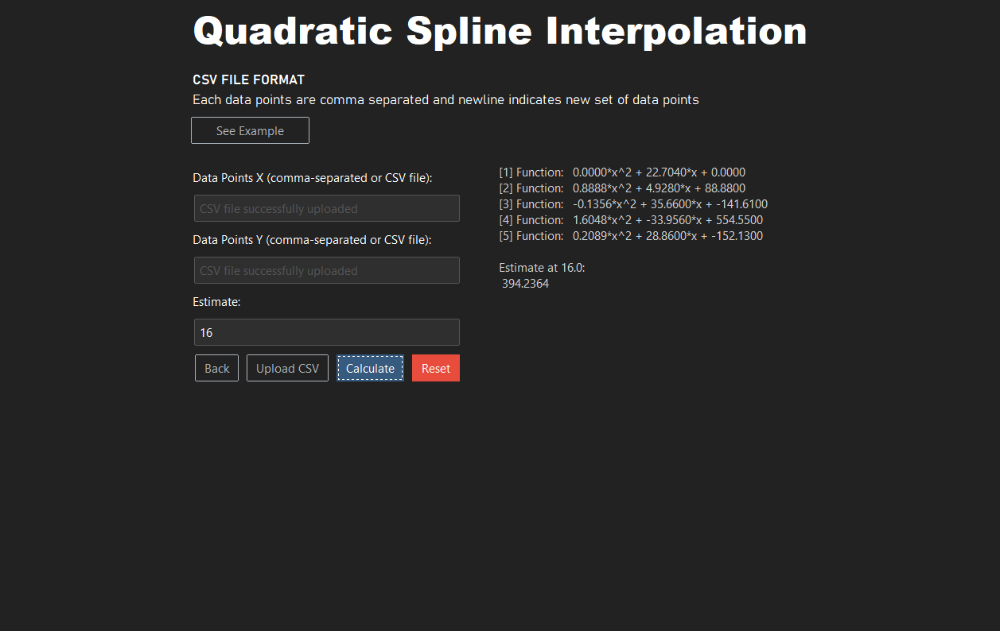 Quadratic Spline Interpolation
CSV FILE FORMAT
Each data points are comma separated and newline indicates new set of data points
See Example
Data Points X (comma-separated or CSV file):
CSV file successfully uploaded
Data Points Y (comma-separated or CSV file):
CSV file successfully uploaded
Estimate:
16
Back
Upload CSV
Calculate
Reset
[1] Function: 0.0000*x^2 + 22.7040*x + 0.0000
[2] Function: 0.8888*x^2 + 4.9280*x + 88.8800
[3] Function: -0.1356*x^2 + 35.6600*x + -141.6100
[4] Function: 1.6048*x^2 + -33.9560*x + 554.5500
[5] Function: 0.2089*x^2 + 28.8600*x + -152.1300
Estimate at 16.0:
394.2364